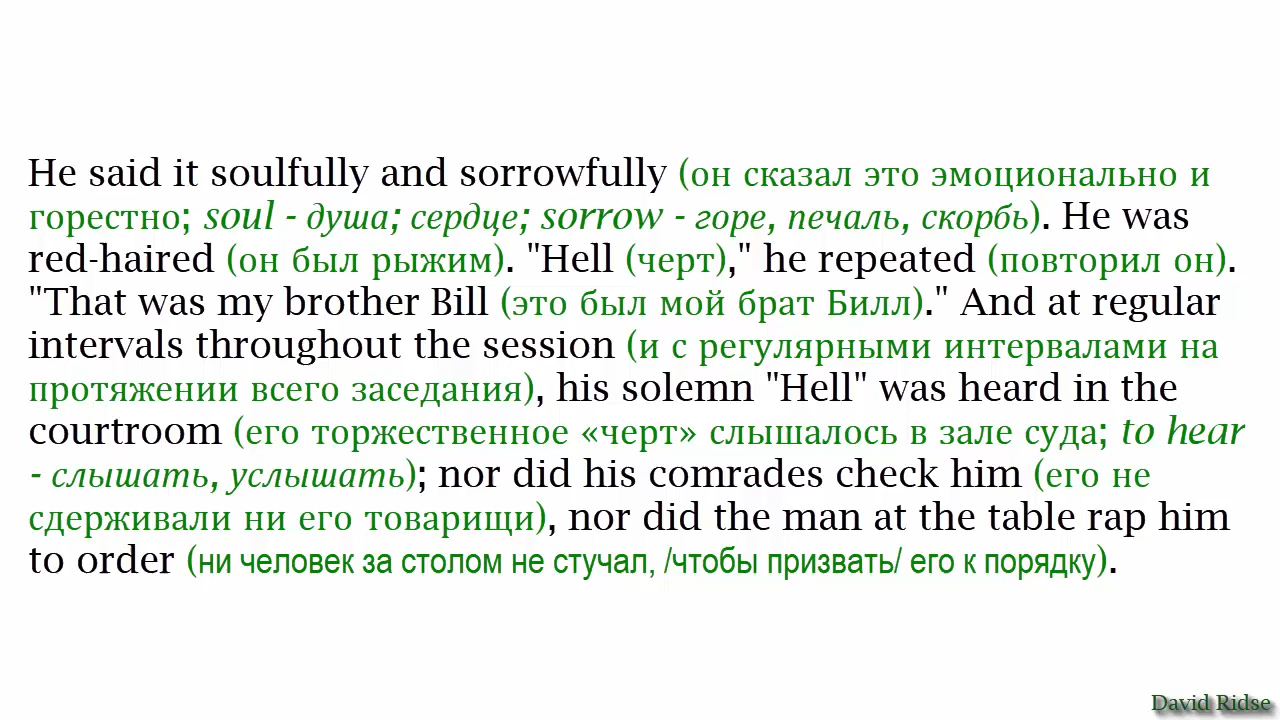 He said it soulfully and sorrowfully (он сказал это эмоционально и
горестно; soul - душа; сердце; sorrow - горе, печаль, скорбь). He was
red-haired (он был рыжим). "Hell (черт)," he repeated (повторил он).
"That was my brother Bill (это был мой брат Билл)." And at regular
intervals throughout the session (и с регулярными интервалами на
протяжении всего заседания), his solemn "Hell" was heard in the
courtroom (его торжественное «черт» слышалось в зале суда; to hear
- слышать, услышать); nor did his comrades check him (его не
сдерживали ни его товарищи), nor did the man at the table rap him
to order (ни человек за столом не стучал, /чтобы призвать/ его к порядку).
David Ridse